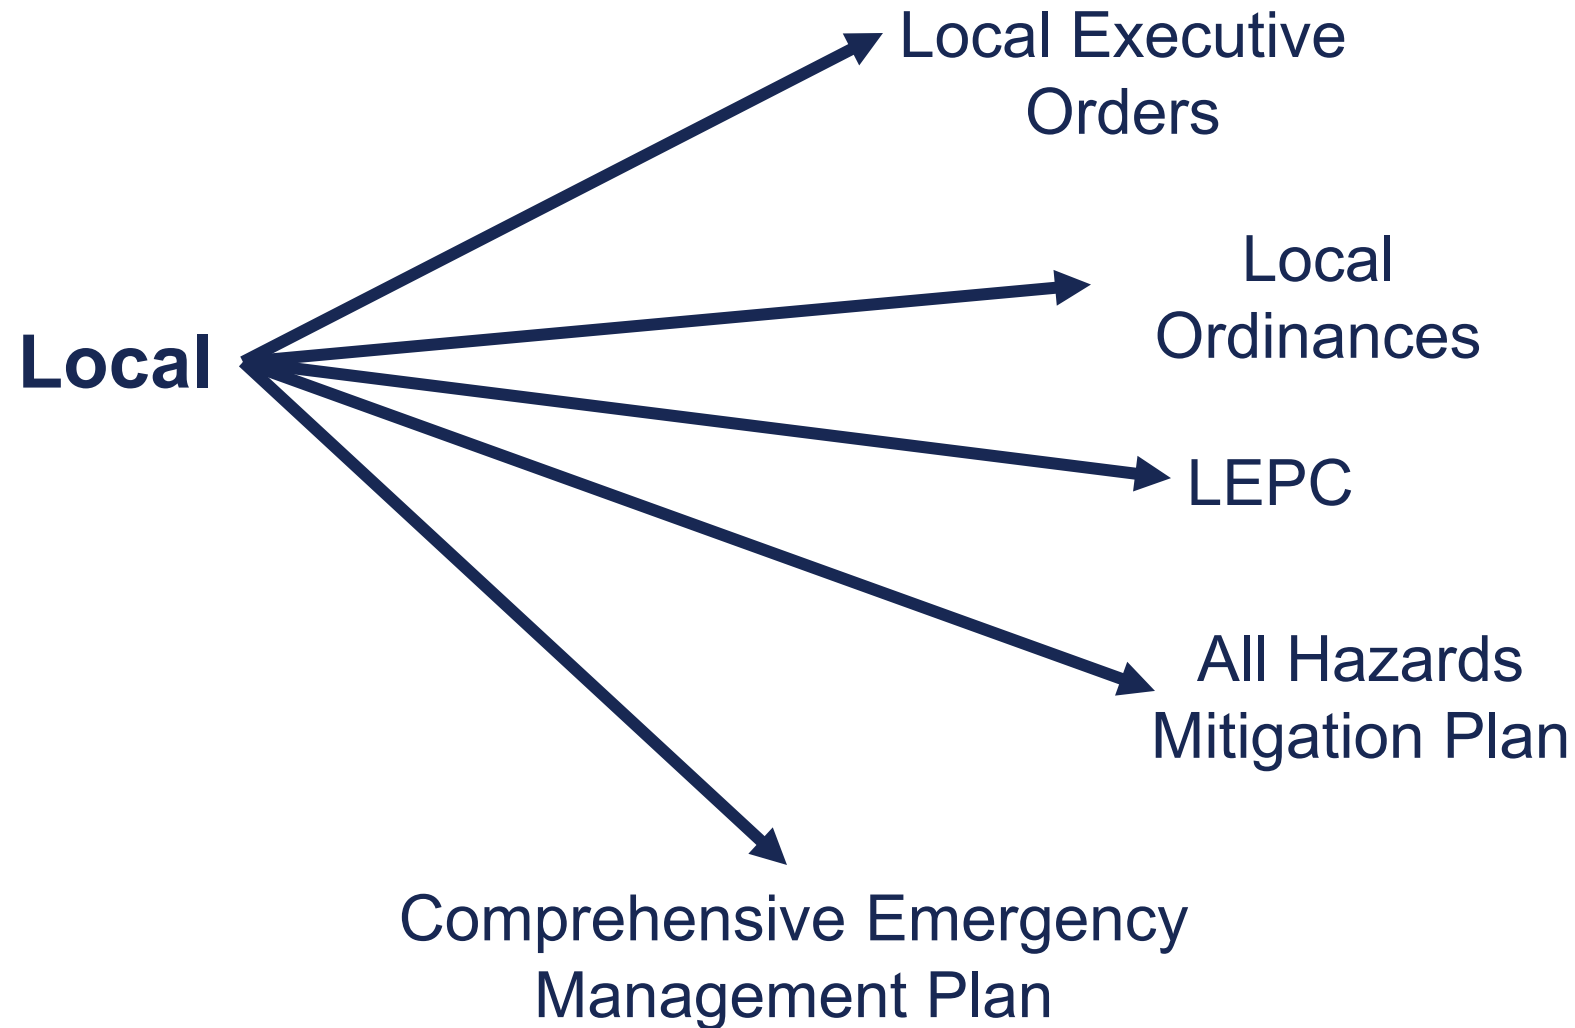 Local Executive
Orders
Local
Ordinances
Local
LEPC
All Hazards
Mitigation Plan
Comprehensive Emergency
Management Plan